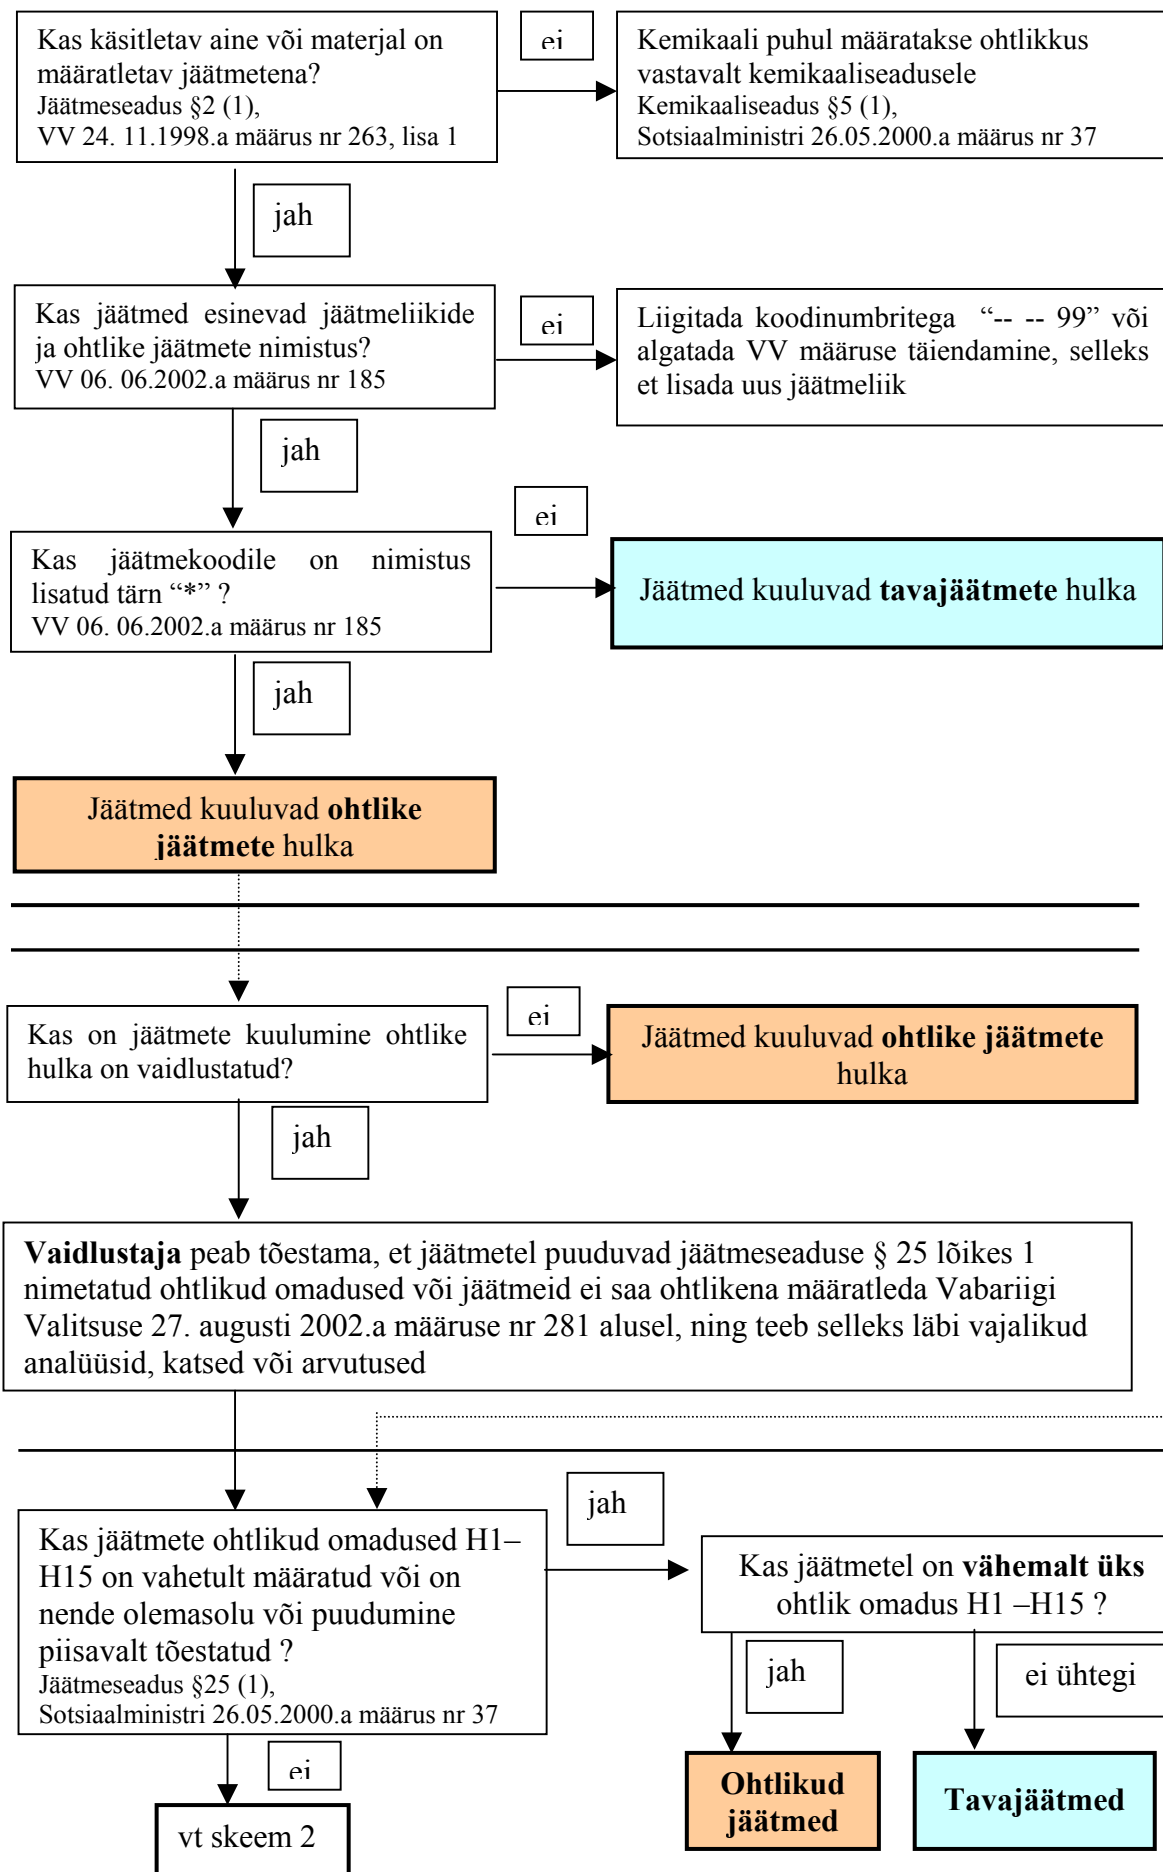 Kas käsitletav aine või materjal on
määratletav jäätmetena?
Jäätmeseadus §2 (1),
VV 24. 11.1998.a määrus nr 263, lisa 1
ei
Kemikaali puhul määratakse ohtlikkus
vastavalt kemikaaliseadusele
Kemikaaliseadus §5 (1),
Sotsiaalministri 26.05.2000.a määrus nr 37
jah
Kas jäätmed esinevad jäätmeliikide
ja ohtlike jäätmete nimistus?
VV 06. 06.2002.a määrus nr 185
ei
Liigitada koodinumbritega “-- -- 99” või
algatada VV määruse täiendamine, selleks
et lisada uus jäätmeliik
jah
Kas jäätmekoodile on nimistus
lisatud tärn “*” ?
VV 06. 06.2002.a määrus nr 185
ei
Jäätmed kuuluvad tavajäätmete hulka
jah
Jäätmed kuuluvad ohtlike
jäätmete hulka
Kas on jäätmete kuulumine ohtlike
hulka on vaidlustatud?
ei
Jäätmed kuuluvad ohtlike jäätmete
hulka
jah
Vaidlustaja peab tõestama, et jäätmetel puuduvad jäätmeseaduse § 25 lõikes 1
nimetatud ohtlikud omadused või jäätmeid ei saa ohtlikena määratleda Vabariigi
Valitsuse 27. augusti 2002.a määruse nr 281 alusel, ning teeb selleks läbi vajalikud
analüüsid, katsed või arvutused
Kas jäätmete ohtlikud omadused H1–
H15 on vahetult määratud või on
nende olemasolu või puudumine
piisavalt tõestatud ?
Jäätmeseadus §25 (1),
Sotsiaalministri 26.05.2000.a määrus nr 37
jah
Kas jäätmetel on vähemalt üks
ohtlik omadus H1 –H15 ?
jah
ei ühtegi
ei
Ohtlikud
jäätmed
Tavajäätmed
vt skeem 2